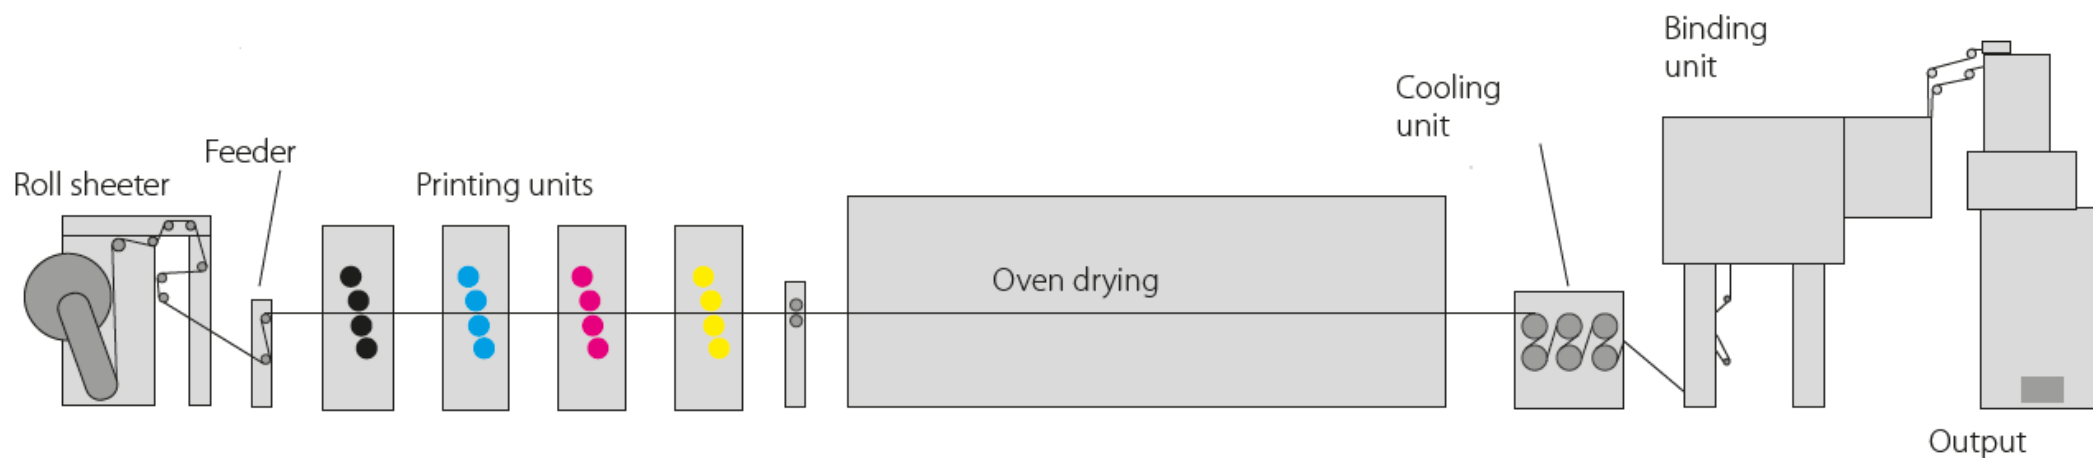 Roll sheeter
Feeder
Printing units
Oven drying
Cooling
unit
Binding
unit
Output